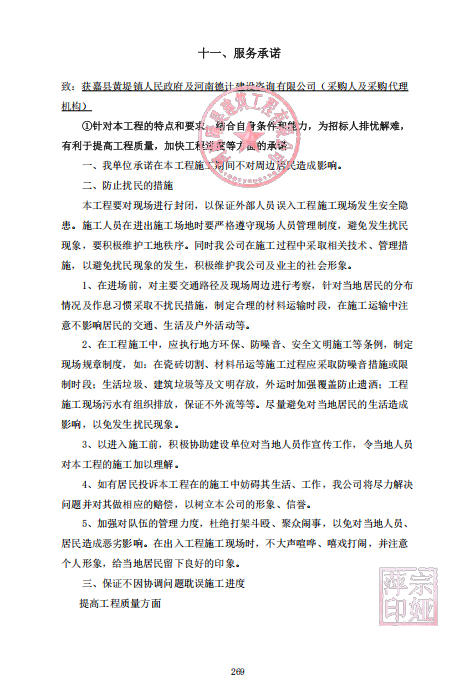 十一、服务承诺
致：获嘉县黄堤镇人民政府及河南德计建设咨询有限公司（采购人及采购代理
机构）
①针对本工程的特点和要求，结合自身条件和能力，为招标人排忧解难，
有利于提高工程质量，加快工程进度等方面的承诺
一、我单位承诺在本工程施工期间不对周边居民造成影响。
二、防止扰民的措施
本工程要对现场进行封闭，以保证外部人员误入工程施工现场发生安全隐
患。施工人员在进出施工场地时要严格遵守现场人员管理制度，避免发生扰民
现象，要积极维护工地秩序。同时我公司在施工过程中采取相关技术、管理措
施，以避免扰民现象的发生，积极维护我公司及业主的社会形象。
1、在进场前，对主要交通路径及现场周边进行考察，针对当地居民的分布
情况及作息习惯采取不扰民措施，制定合理的材料运输时段，在施工运输中注
意不影响居民的交通、生活及户外活动等。
2、在工程施工中，应执行地方环保、防噪音、安全文明施工等条例，制定
现场规章制度，如：在瓷砖切割、材料吊运等施工过程应采取防噪音措施或限
制时段；生活垃圾、建筑垃圾等及文明存放，外运时加强覆盖防止遗洒；工程
施工现场污水有组织排放，保证不外流等等。尽量避免对当地居民的生活造成
影响，以免发生扰民现象。
3、以进入施工前，积极协助建设单位对当地人员作宣传工作，令当地人员
对本工程的施工加以理解。
4、如有居民投诉本工程在的施工中妨碍其生活、工作，我公司将尽力解决
问题并对其做相应的赔偿，以树立本公司的形象、信誉。
5、加强对队伍的管理力度，杜绝打架斗殴、聚众闹事，以免对当地人员、
居民造成恶劣影响。在出入工程施工现场时，不大声喧哗、嘻戏打闹，并注意
个人形象，给当地居民留下良好的印象。
三、保证不因协调问题耽误施工进度
提高工程质量方面
宗娅
萍印
269